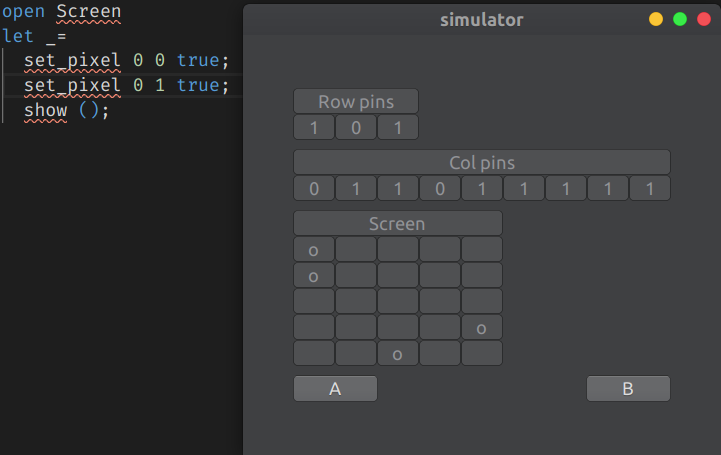 open Screen
let _=
set_pixel 0 0 true;
set_pixel 0 1 true;
show ();
simulator
Row pins
1 0 1
Col pins
0 1 1 0 1 1 1 1 1
Screen
o
o
o
o
A B